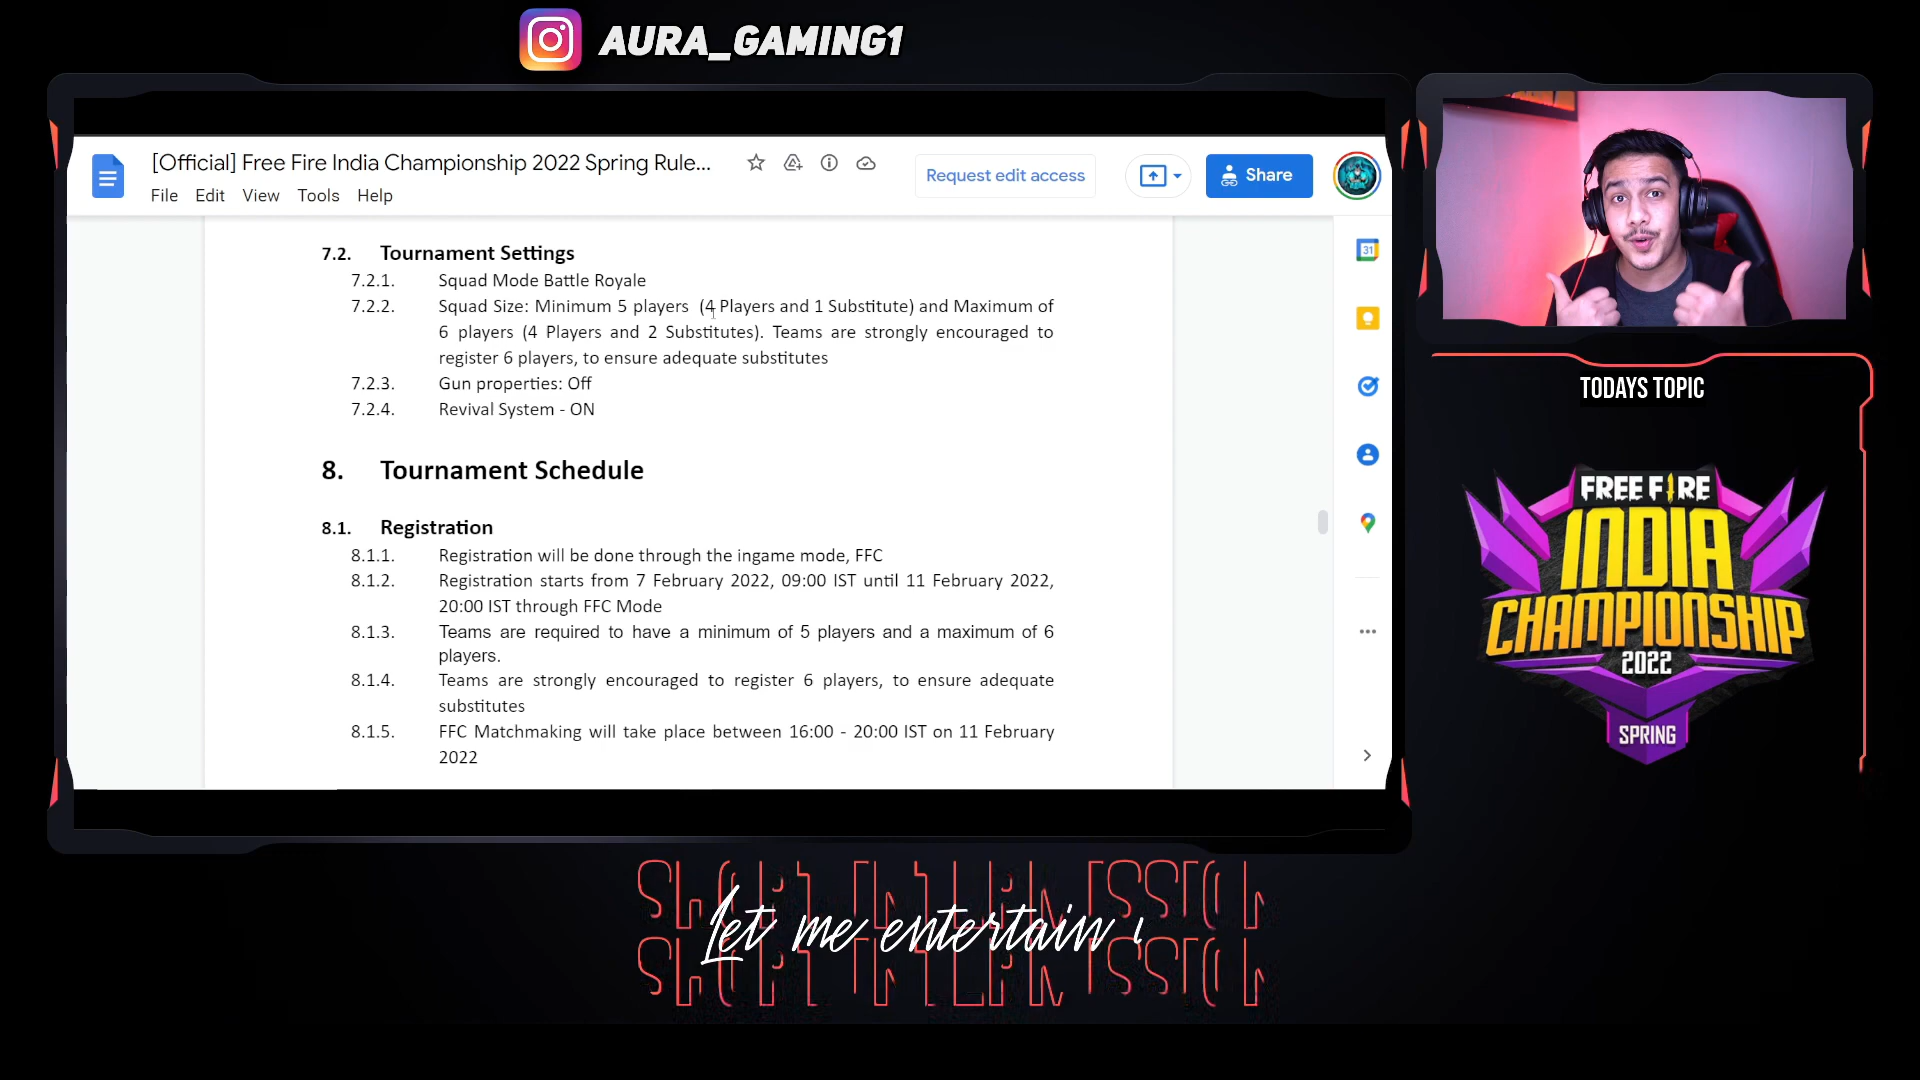 AURA_GAMING1
[Official] Free Fire India Championship 2022 Spring Rule...
Request edit access
Share
File Edit View Tools Help
7.2. Tournament Settings
7.2.1. Squad Mode Battle Royale
7.2.2. Squad Size: Minimum 5 players (4 Players and 1 Substitute) and Maximum of
6 players (4 Players and 2 Substitutes). Teams are strongly encouraged to
register 6 players, to ensure adequate substitutes
7.2.3. Gun properties: Off
7.2.4. Revival System - ON
8. Tournament Schedule
8.1. Registration
8.1.1. Registration will be done through the ingame mode, FFC
8.1.2. Registration starts from 7 February 2022, 09:00 IST until 11 February 2022,
20:00 IST through FFC Mode
8.1.3. Teams are required to have a minimum of 5 players and a maximum of 6
players.
8.1.4. Teams are strongly encouraged to register 6 players, to ensure adequate
substitutes
8.1.5. FFC Matchmaking will take place between 16:00 - 20:00 IST on 11 February
2022
31
TODAYS TOPIC
FREE FIRE
INDIA
CHAMPIONSHIP
2022
SPRING
Let me entertain